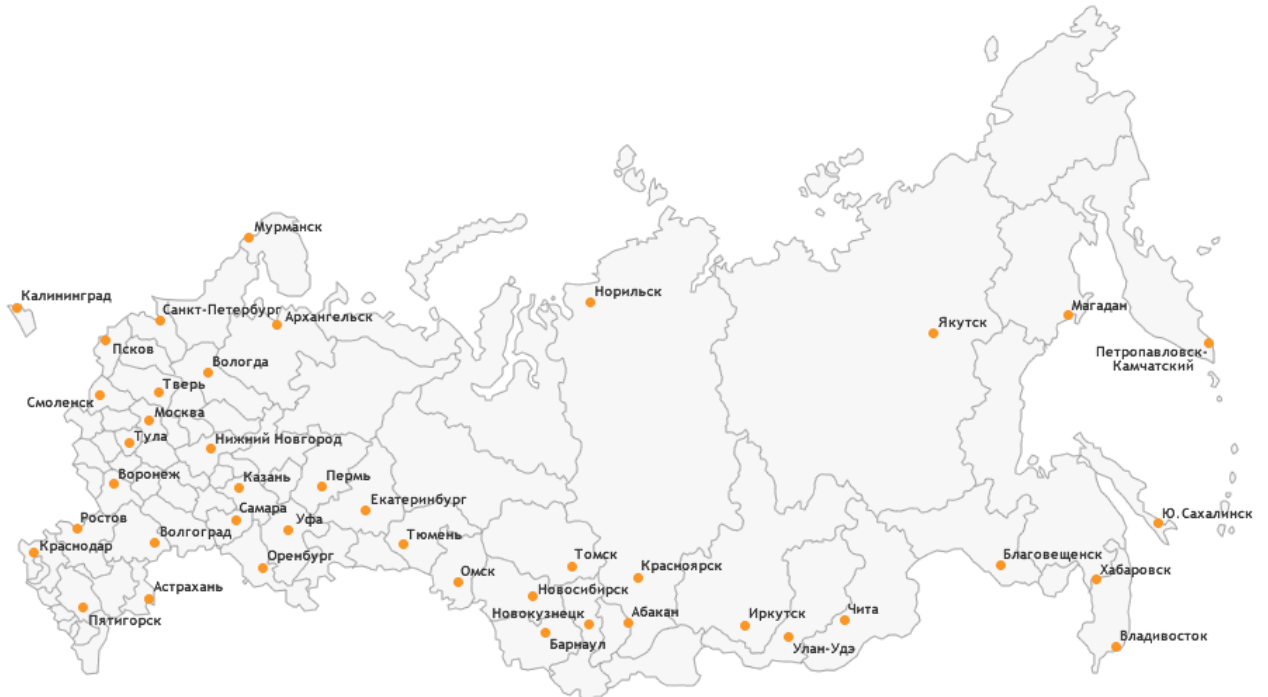 Мурманск
Калининград
Норильск
Санкт-Петербург
Архангельск
Магадан
Якутск
Псков
Петропавловск-
Камчатский
Вологда
Тверь
Смоленск
Москва
Тула
Нижний Новгород
Воронеж
Казань
Пермь
Екатеринбург
Самара
Ростов
Уфа
Ю.Сахалинск
Волгоград
Тюмень
Краснодар
Оренбург
Томск
Благовещенск
Красноярск
Хабаровск
Омск
Астрахань
Новосибирск
Новокузнецк
Абакан
Иркутск
Чита
Пятигорск
Барнаул
Улан-Удэ
Владивосток